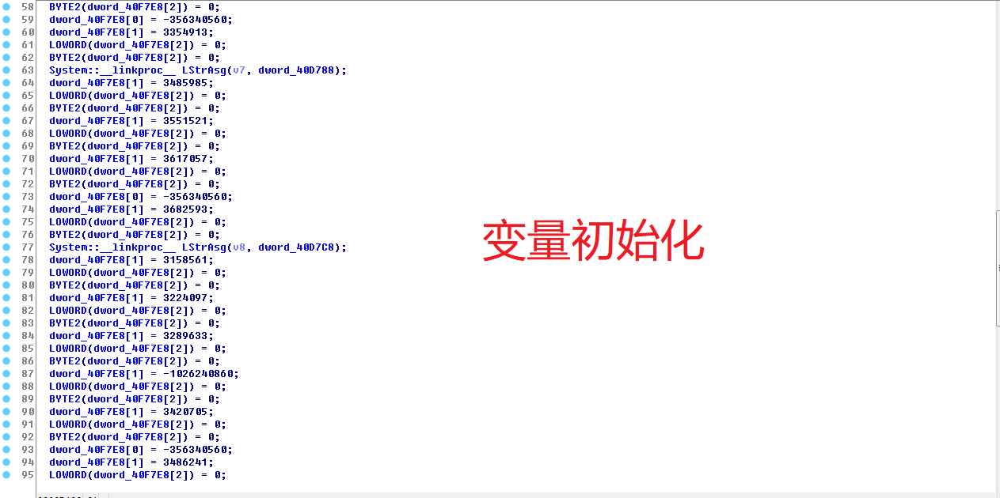 58 BYTE2(dword_40F7E8[2]) = 0;
59 dword_40F7E8[0] = -356340560;
60 dword_40F7E8[1] = 3354913;
61 LOWORD(dword_40F7E8[2]) = 0;
62 BYTE2(dword_40F7E8[2]) = 0;
63 System::__linkproc__ LStrAsg(v7, dword_40D788);
64 dword_40F7E8[1] = 3485985;
65 LOWORD(dword_40F7E8[2]) = 0;
66 BYTE2(dword_40F7E8[2]) = 0;
67 dword_40F7E8[1] = 3551521;
68 LOWORD(dword_40F7E8[2]) = 0;
69 BYTE2(dword_40F7E8[2]) = 0;
70 dword_40F7E8[1] = 3617057;
71 LOWORD(dword_40F7E8[2]) = 0;
72 BYTE2(dword_40F7E8[2]) = 0;
73 dword_40F7E8[0] = -356340560;
74 dword_40F7E8[1] = 3682593;
75 LOWORD(dword_40F7E8[2]) = 0;
76 BYTE2(dword_40F7E8[2]) = 0;
77 System::__linkproc__ LStrAsg(v8, dword_40D7C8);
78 dword_40F7E8[1] = 3158561;
79 LOWORD(dword_40F7E8[2]) = 0;
80 BYTE2(dword_40F7E8[2]) = 0;
81 dword_40F7E8[1] = 3224097;
82 LOWORD(dword_40F7E8[2]) = 0;
83 BYTE2(dword_40F7E8[2]) = 0;
84 dword_40F7E8[1] = 3289633;
85 LOWORD(dword_40F7E8[2]) = 0;
86 BYTE2(dword_40F7E8[2]) = 0;
87 dword_40F7E8[1] = -1026240860;
88 LOWORD(dword_40F7E8[2]) = 0;
89 BYTE2(dword_40F7E8[2]) = 0;
90 dword_40F7E8[1] = 3420705;
91 LOWORD(dword_40F7E8[2]) = 0;
92 BYTE2(dword_40F7E8[2]) = 0;
93 dword_40F7E8[0] = -356340560;
94 dword_40F7E8[1] = 3486241;
95 LOWORD(dword_40F7E8[2]) = 0;
变量初始化